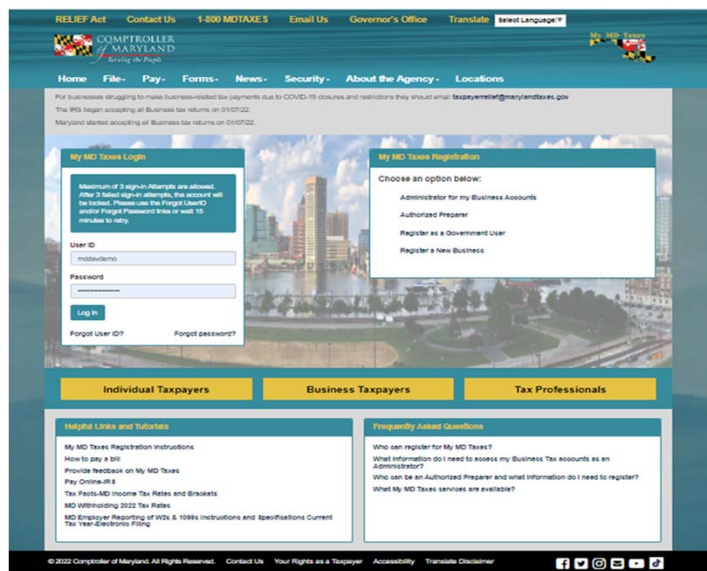 RELIEF Act Contact Us 1-800 MDTAXES Email Us Governor's Office Translate Select Language ▼
COMPTROLLER
of MARYLAND
Serving the People
My MD Taxes
Home File- Pay- Forms- News- Security- About the Agency- Locations
For businesses struggling to make business-related tax payments due to COVID-19 closures and restrictions they should email taxpayerrelief@marylandtaxes.gov
The IRS began accepting all Business tax returns on 01/07/22.
Maryland started accepting all Business tax returns on 01/07/22.
My MD Taxes Login
Maximum of 3 sign-in Attempts are allowed.
After 3 failed sign-in attempts, the account will
be locked. Please use the Forgot UserID
and/or Forgot Password links or wait 15
minutes to retry.
User ID
mddavdemo
Password
Log In
Forgot User ID? Forgot password?
My MD Taxes Registration
Choose an option below:
Administrator for my Business Accounts
Authorized Preparer
Register as a Government User
Register a New Business
Individual Taxpayers
Business Taxpayers
Tax Professionals
Helpful Links and Tutorials
My MD Taxes Registration Instructions
How to pay a bill
Provide feedback on My MD Taxes
Pay Online-IRS
Tax Facts-MD Income Tax Rates and Brackets
MD Withholding 2022 Tax Rates
MD Employer Reporting of W2s & 1099s Instructions and Specifications Current
Tax Year-Electronic Filing
Frequently Asked Questions
Who can register for My MD Taxes?
What information do I need to access my Business Tax accounts as an
Administrator?
Who can be an Authorized Preparer and what information do I need to register?
What My MD Taxes services are available?
© 2022 Comptroller of Maryland. All Rights Reserved. Contact Us Your Rights as a Taxpayer Accessibility Translate Disclaimer